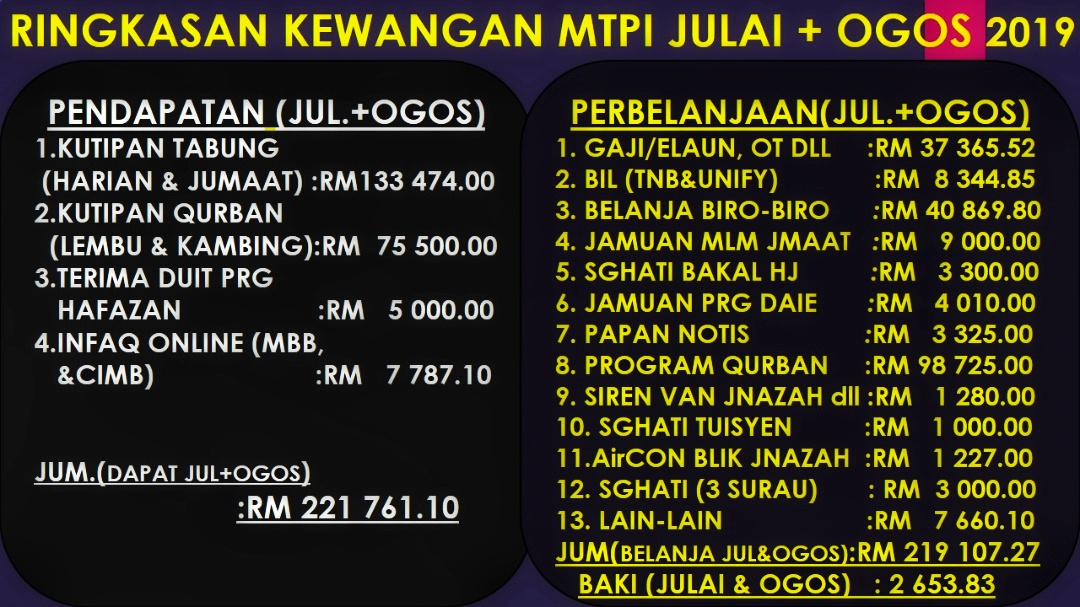 RINGKASAN KEWANGAN MTPI JULAI + OGOS 2019
PENDAPATAN (JUL.+OGOS)
1.KUTIPAN TABUNG
(HARIAN & JUMAAT) :RM133 474.00
2.KUTIPAN QURBAN
(LEMBU & KAMBING):RM 75 500.00
3.TERIMA DUIT PRG
HAFAZAN :RM 5 000.00
4.INFAQ ONLINE (MBB,
&CIMB) :RM 7 787.10
JUM.(DAPAT JUL+OGOS)
:RM 221 761.10
PERBELANJAAN(JUL.+OGOS)
1. GAJI/ELAUN, OT DLL :RM 37 365.52
2. BIL (TNB&UNIFY) :RM 8 344.85
3. BELANJA BIRO-BIRO :RM 40 869.80
4. JAMUAN MLM JMAAT :RM 9 000.00
5. SGHATI BAKAL HJ :RM 3 300.00
6. JAMUAN PRG DAIE :RM 4 010.00
7. PAPAN NOTIS :RM 3 325.00
8. PROGRAM QURBAN :RM 98 725.00
9. SIREN VAN JNAZAH dll :RM 1 280.00
10. SGHATI TUISYEN :RM 1 000.00
11.AirCON BLIK JNAZAH :RM 1 227.00
12. SGHATI (3 SURAU) : RM 3 000.00
13. LAIN-LAIN :RM 7 660.10
JUM(BELANJA JUL&OGOS):RM 219 107.27
BAKI (JULAI & OGOS) : 2 653.83